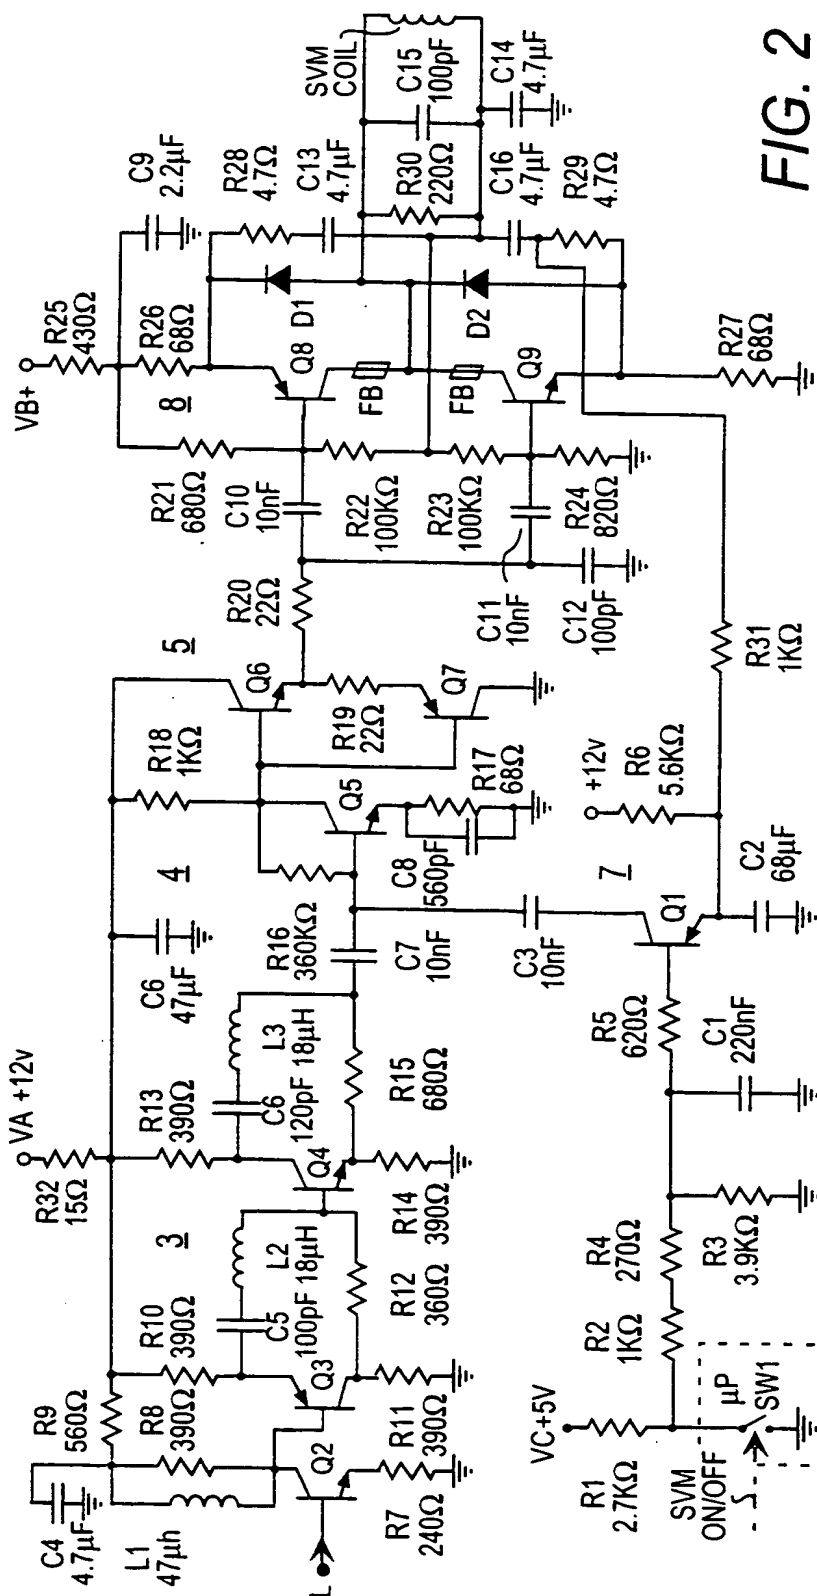 VB+
R25
430Ω
C9
2.2µF
R26
68Ω
R28
4.7Ω
C13
4.7µF
SVM
COIL
C15
100pF
R30
220Ω
C14
4.7µF
C16
4.7µF
R29
4.7Ω
FIG. 2
8
Q8
D1
D2
FB
FB
Q9
R27
68Ω
R21
680Ω
C10
10nF
R22
100KΩ
R23
100KΩ
R24
820Ω
C11
10nF
C12
100pF
R20
22Ω
5
Q6
R19
22Ω
Q7
R18
1KΩ
Q5
R17
68Ω
C8
560pF
4
R16
360KΩ
C7
10nF
C6
47µF
C3
10nF
7
+12v
R6
5.6KΩ
R31
1KΩ
Q1
C2
68µF
R5
620Ω
C1
220nF
VA +12v
R32
15Ω
R13
390Ω
C6
120pF
L3
18µH
R15
680Ω
Q4
R14
390Ω
3
R10
390Ω
C5
100pF
L2
18µH
R12
360Ω
Q3
R11
390Ω
R9
560Ω
R8
390Ω
Q2
R7
240Ω
C4
4.7µF
L1
47µh
L
R4
270Ω
R3
3.9KΩ
R2
1KΩ
VC+5V
R1
2.7KΩ
µP
SW1
SVM
ON/OFF